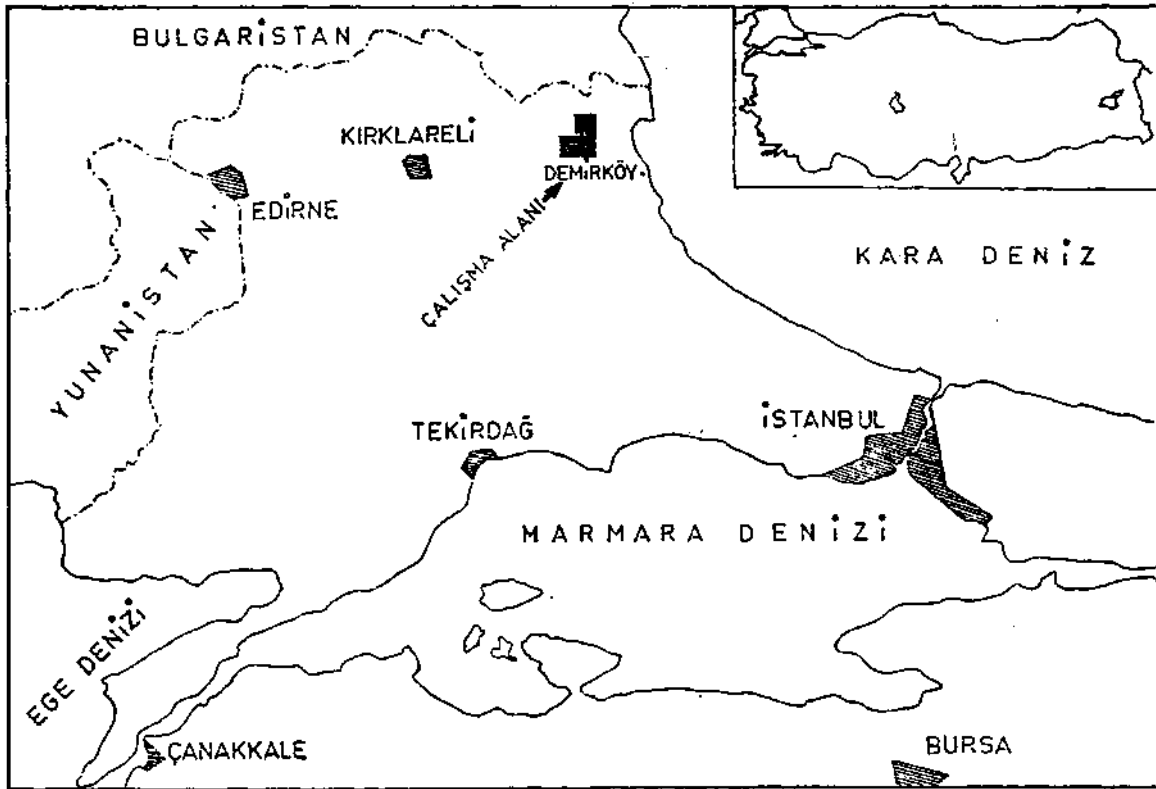 BULGARİSTAN
KIRKLARELİ
DEMİRKÖY
EDİRNE
ÇALIŞMA ALANI
YUNANİSTAN
KARA DENİZ
TEKİRDAĞ
İSTANBUL
MARMARA DENİZİ
EGE DENİZİ
ÇANAKKALE
BURSA